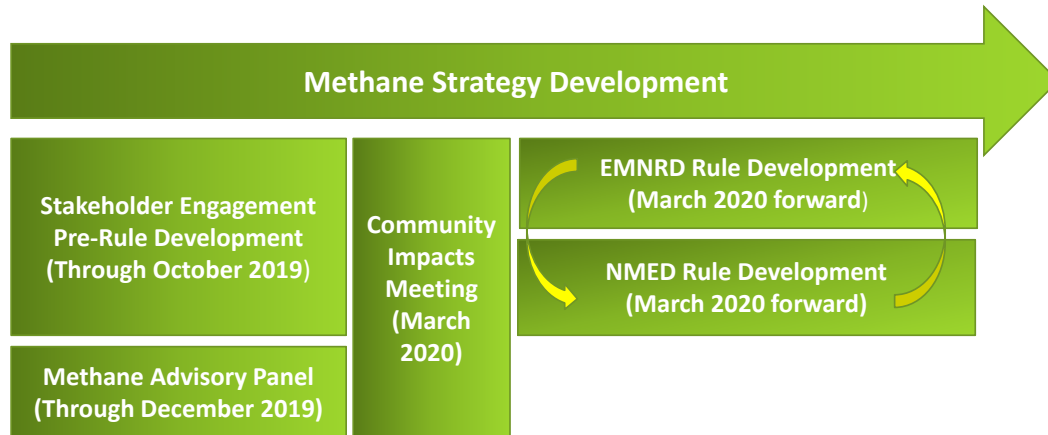 Methane Strategy Development
Stakeholder Engagement
Pre-Rule Development
(Through October 2019)
Methane Advisory Panel
(Through December 2019)
Community
Impacts
Meeting
(March
2020)
EMNRD Rule Development
(March 2020 forward)
NMED Rule Development
(March 2020 forward)